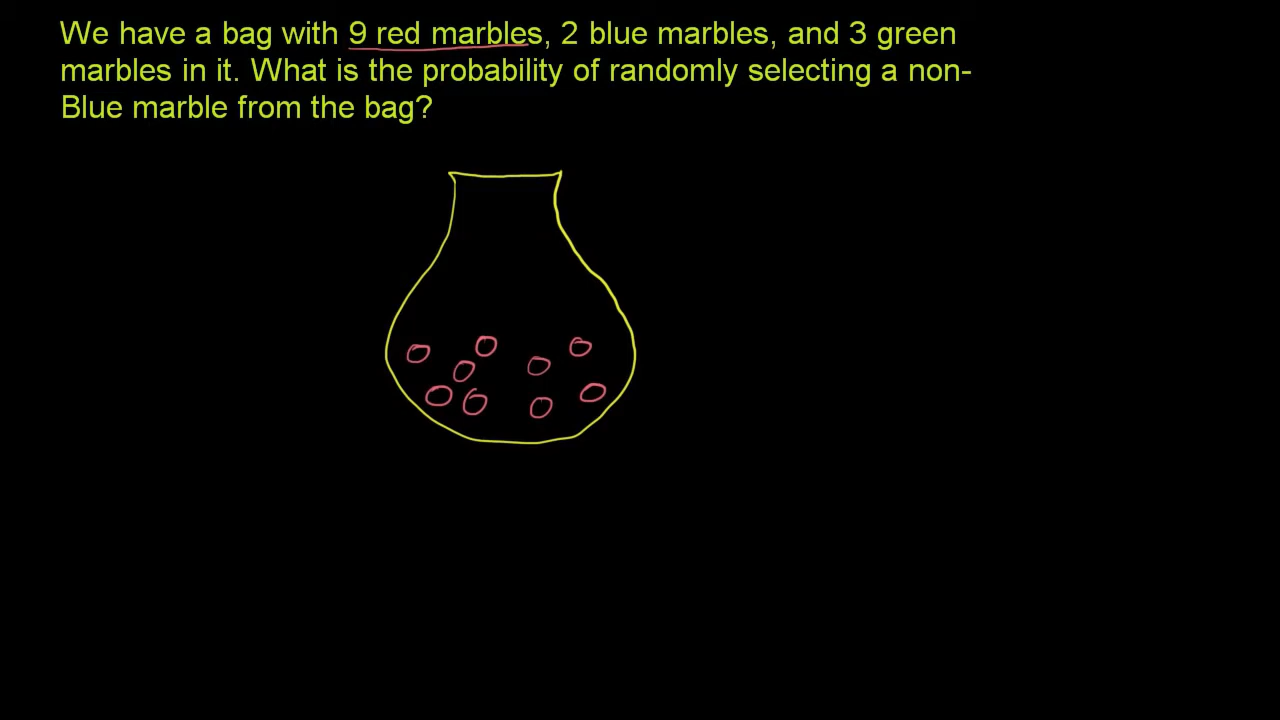 We have a bag with 9 red marbles, 2 blue marbles, and 3 green
marbles in it. What is the probability of randomly selecting a non-
Blue marble from the bag?